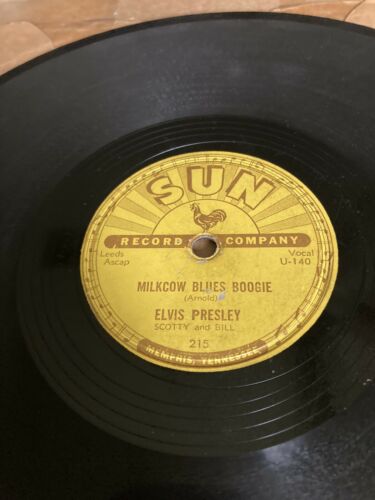 SUN
RECORD COMPANY
Leeds
Ascap
Vocal
U-140
MILKCOW BLUES BOOGIE
(Arnold)
ELVIS PRESLEY
SCOTTY and BILL
215
MEMPHIS, TENNESSEE